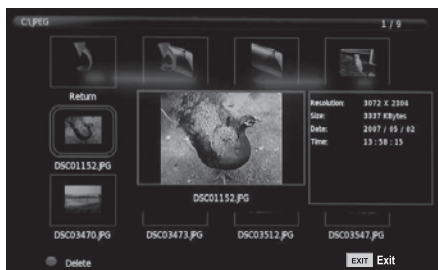 C:\JPEG
1 / 9
Return
Resolution: 3072 X 2304
Size: 3337 KBytes
Date: 2007 / 05 / 02
Time: 13 : 58 : 15
DSC01152.JPG
DSC01152.JPG
DSC03470.JPG DSC03473.JPG DSC03512.JPG DSC03547.JPG
Delete
EXIT Exit